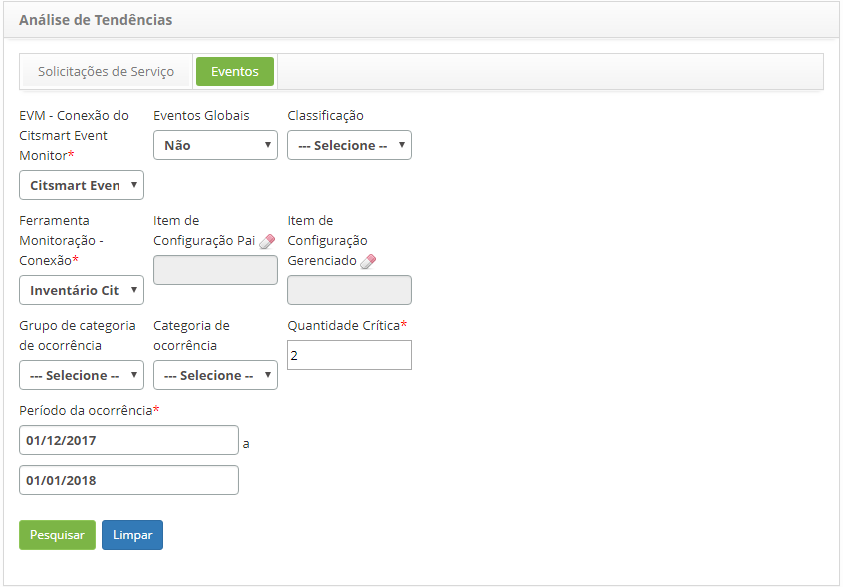 Análise de Tendências
Solicitações de Serviço
Eventos
EVM - Conexão do
Citsmart Event
Monitor*
Citsmart Even
Eventos Globais
Não
Classificação
--- Selecione --
Ferramenta
Monitoração -
Conexão*
Inventário Cit
Item de
Configuração Pai
Item de
Configuração
Gerenciado
Grupo de categoria
de ocorrência
--- Selecione --
Categoria de
ocorrência
--- Selecione --
Quantidade Crítica*
2
Período da ocorrência*
01/12/2017 a
01/01/2018
Pesquisar
Limpar